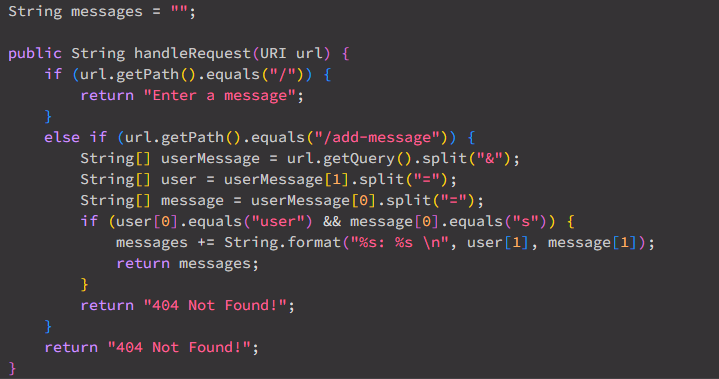 String messages = "";
public String handleRequest(URI url) {
if (url.getPath().equals("/")) {
return "Enter a message";
}
else if (url.getPath().equals("/add-message")) {
String[] userMessage = url.getQuery().split("&");
String[] user = userMessage[1].split("=");
String[] message = userMessage[0].split("=");
if (user[0].equals("user") && message[0].equals("s")) {
messages += String.format("%s: %s \n", user[1], message[1]);
return messages;
}
return "404 Not Found!";
}
return "404 Not Found!";
}